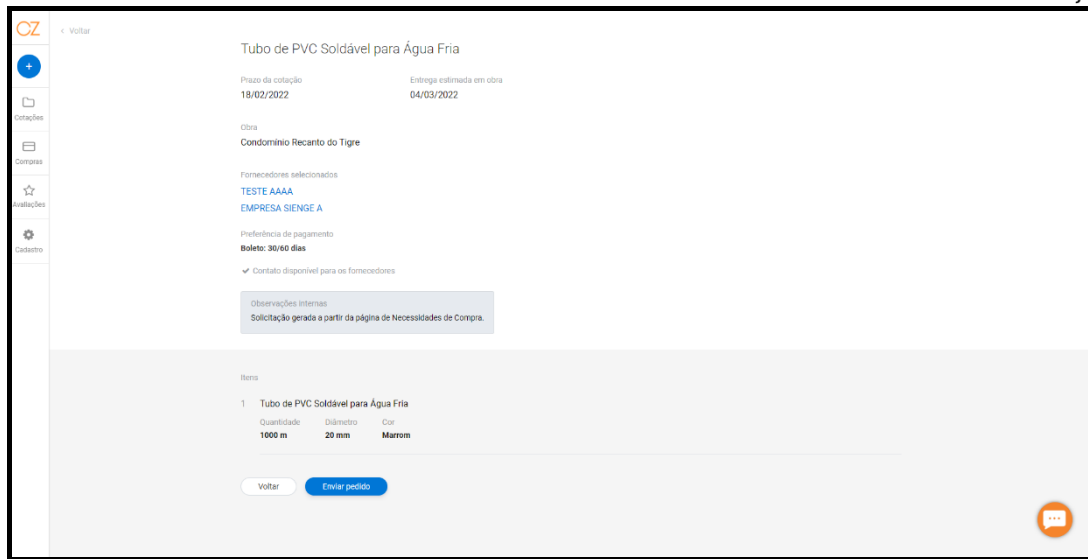 CZ
< Voltar
+
Cotações
Compras
Avaliações
Cadastro
Tubo de PVC Soldável para Água Fria
Prazo da cotação Entrega estimada em obra
18/02/2022 04/03/2022
Obra
Condomínio Recanto do Tigre
Fornecedores selecionados
TESTE AAAA
EMPRESA SIENGE A
Preferência de pagamento
Boleto: 30/60 dias
Contato disponível para os fornecedores
Observações internas
Solicitação gerada a partir da página de Necessidades de Compra.
Itens
1 Tubo de PVC Soldável para Água Fria
Quantidade Diâmetro Cor
1000 m 20 mm Marrom
Voltar Enviar pedido